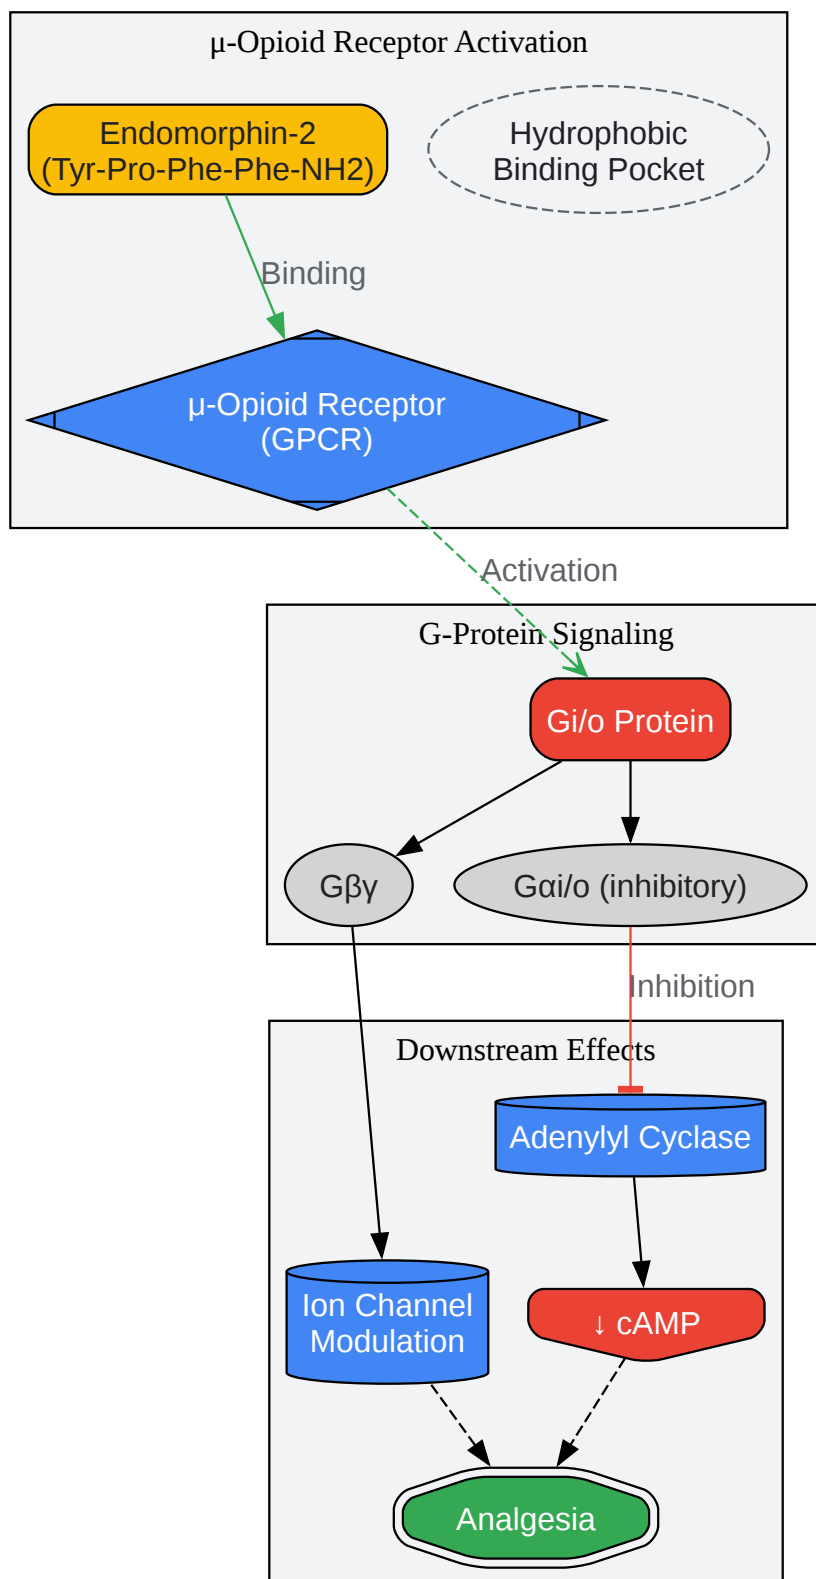 μ-Opioid Receptor Activation
Endomorphin-2
(Tyr-Pro-Phe-Phe-NH2)
Hydrophobic
Binding Pocket
Binding
μ-Opioid Receptor
(GPCR)
Activation
G-Protein Signaling
Gi/o Protein
Gβγ
Gαi/o (inhibitory)
Inhibition
Downstream Effects
Adenylyl Cyclase
Ion Channel
Modulation
↓ cAMP
Analgesia